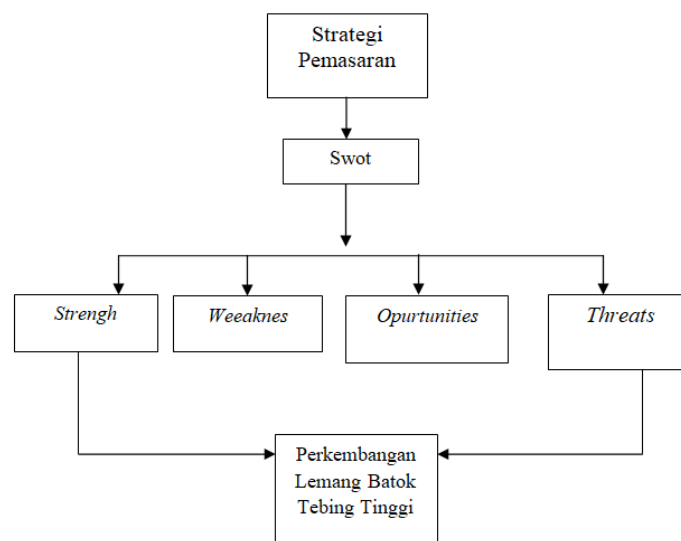 Strategi
Pemasaran
Swot
Strengh
Weeaknes
Opurtunities
Threats
Perkembangan
Lemang Batok
Tebing Tinggi